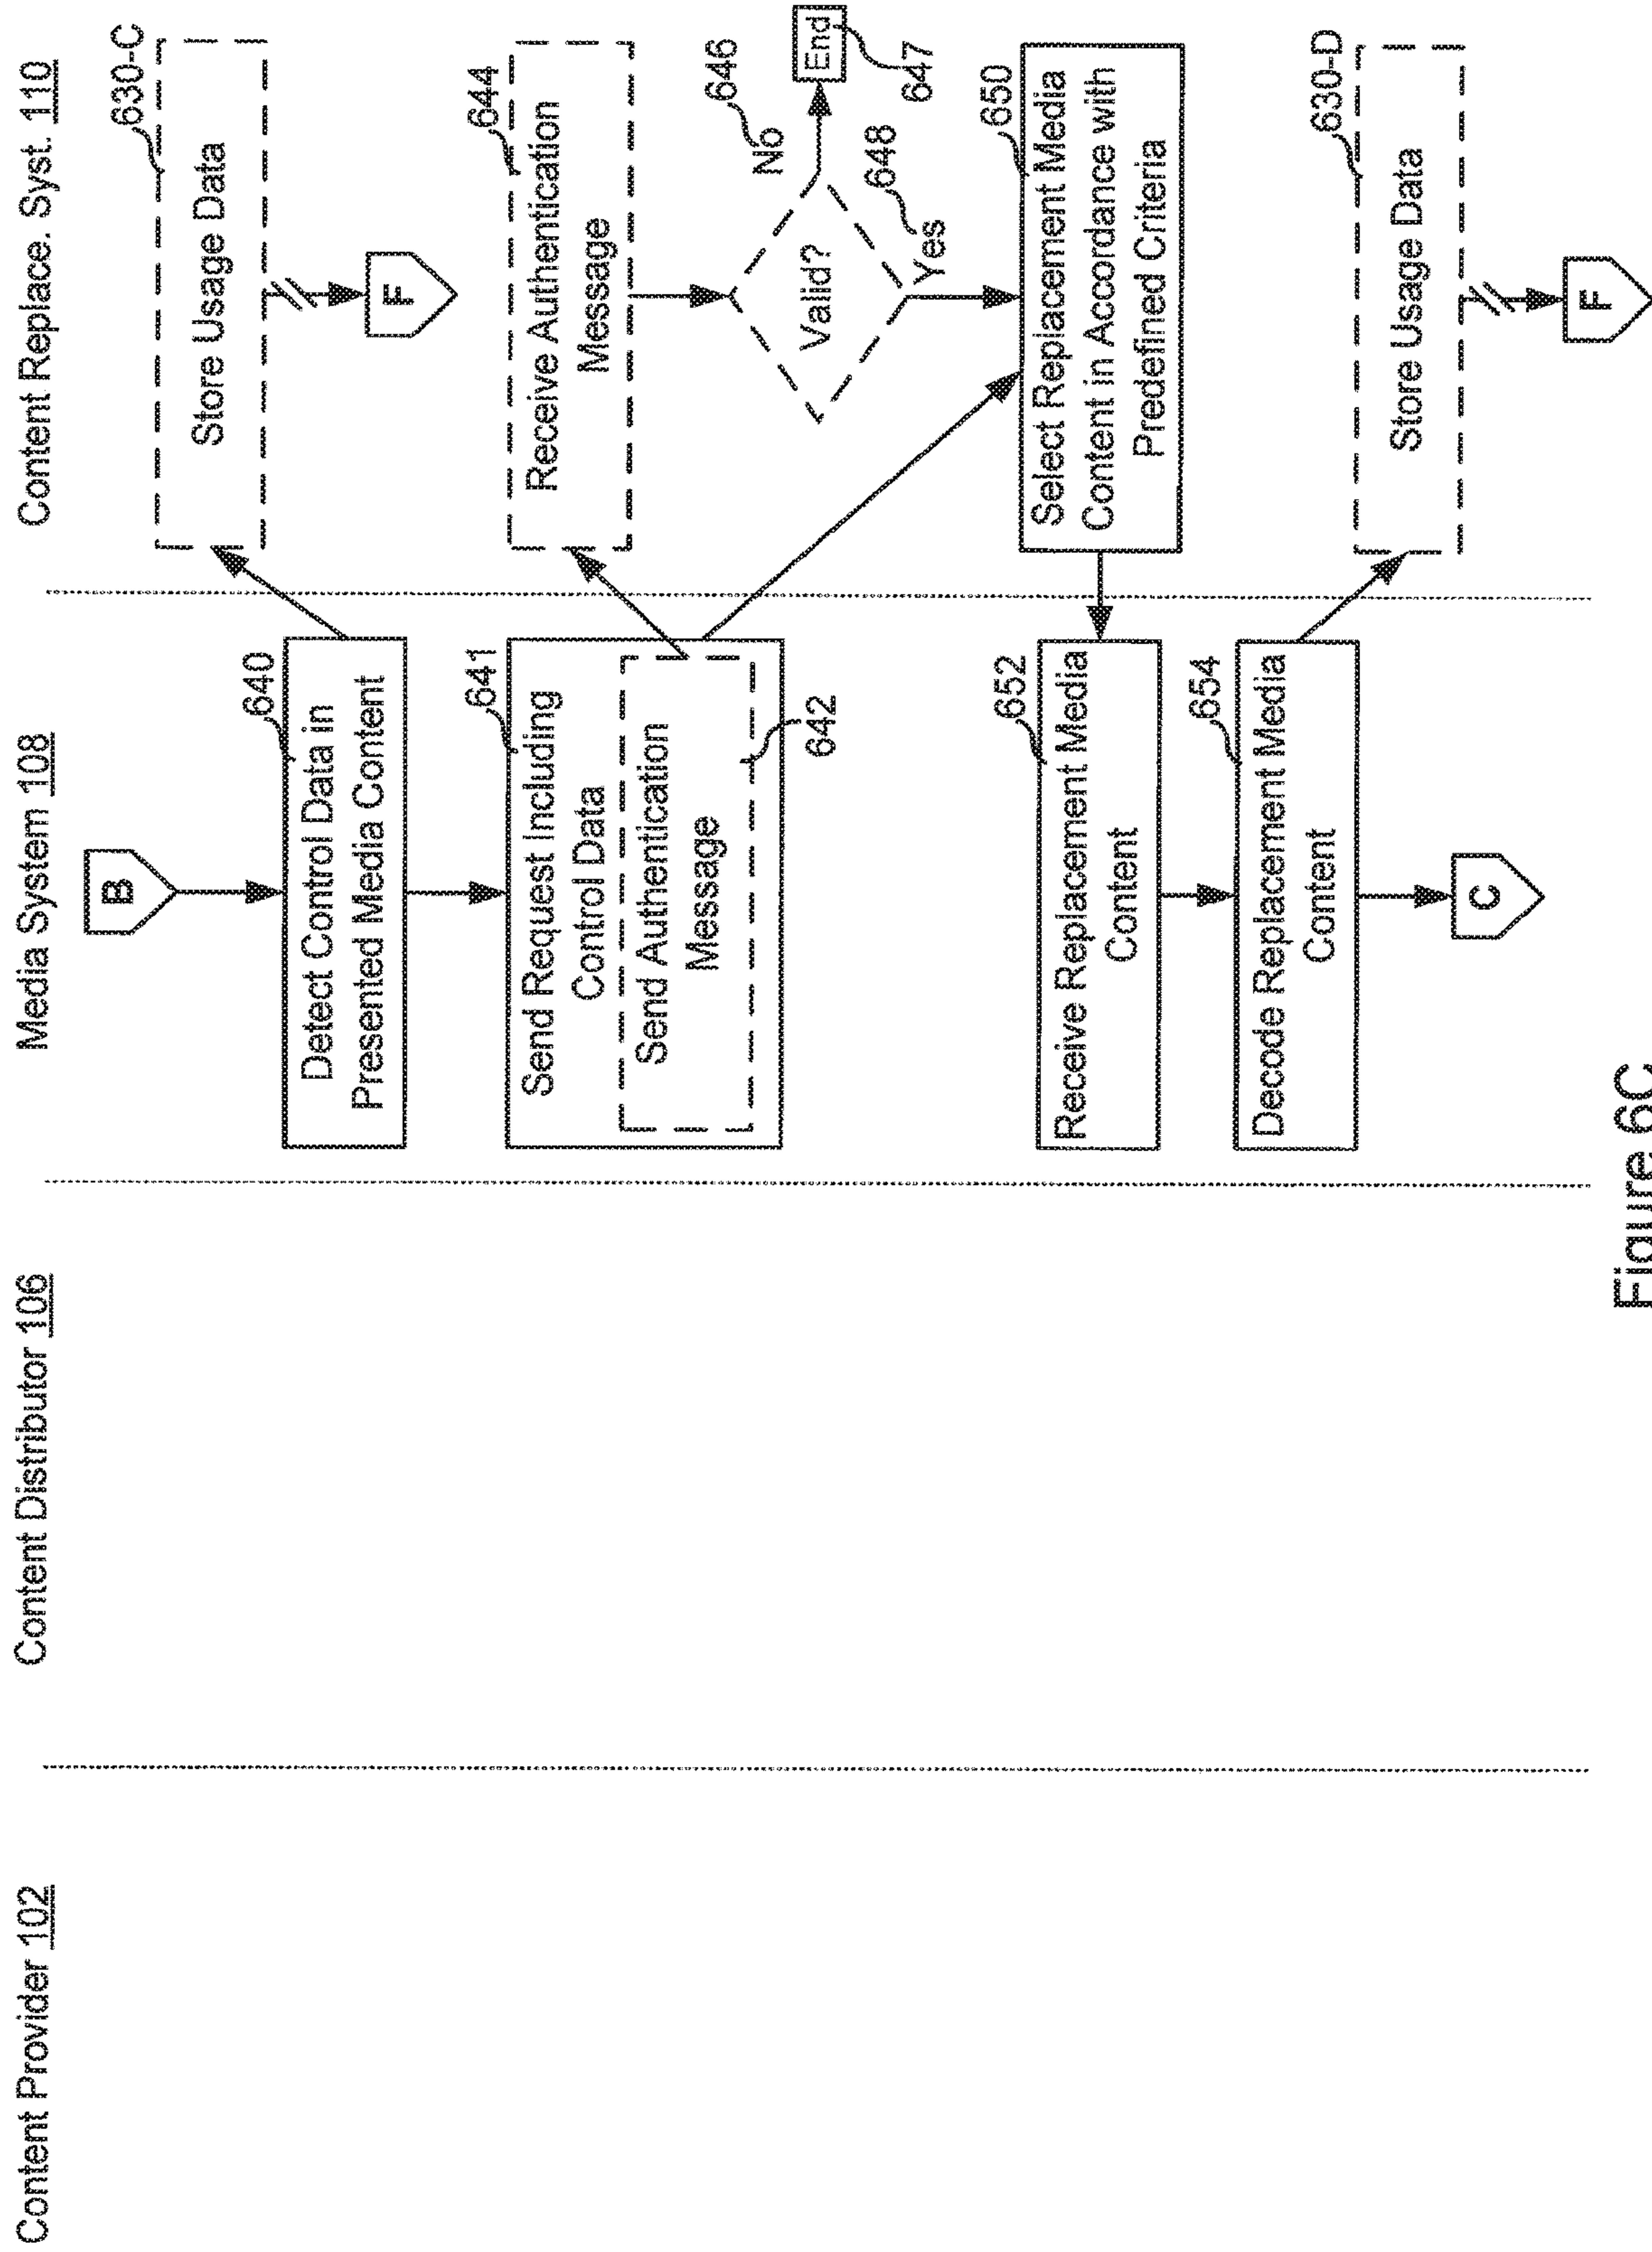 Content Provider 102
Content Distributor 106
Media System 108
Content Replace. Syst. 110
B
640
Detect Control Data in
Presented Media Content
630-C
Store Usage Data
F
641
Send Request Including
Control Data
Send Authentication
Message
642
644
Receive Authentication
Message
Valid?
No
646
End
647
648
Yes
650
Select Replacement Media
Content in Accordance with
Predefined Criteria
652
Receive Replacement Media
Content
654
Decode Replacement Media
Content
630-D
Store Usage Data
C
F
Figure 6C